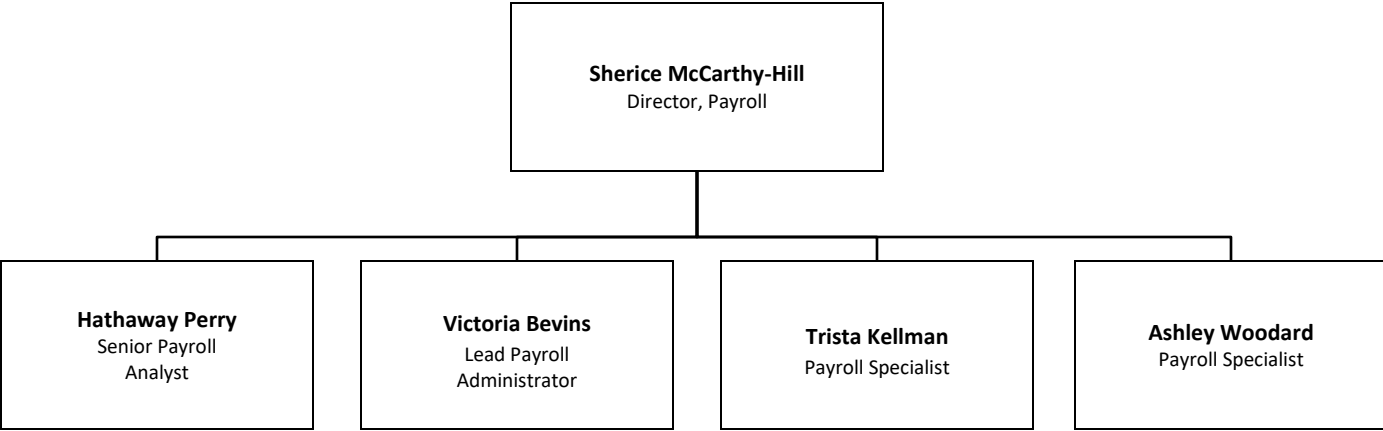 Sherice McCarthy-Hill
Director, Payroll
Hathaway Perry
Senior Payroll
Analyst
Victoria Bevins
Lead Payroll
Administrator
Trista Kellman
Payroll Specialist
Ashley Woodard
Payroll Specialist